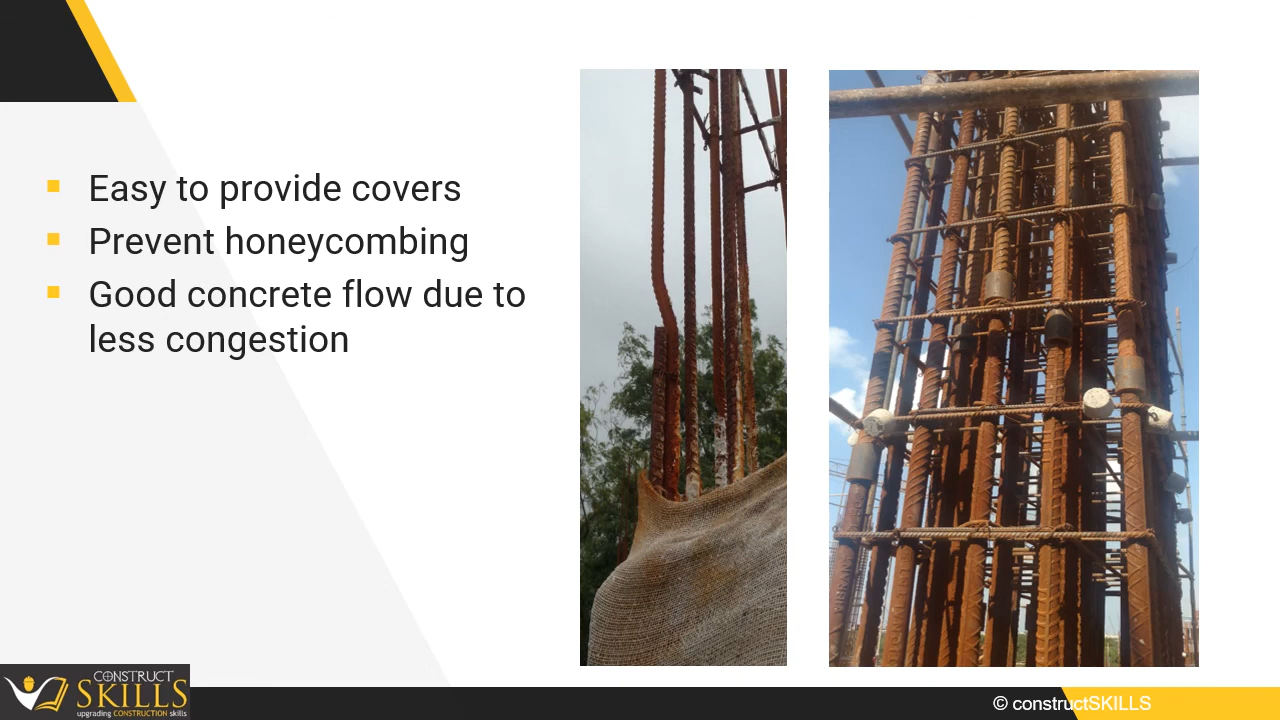 Easy to provide covers
Prevent honeycombing
Good concrete flow due to
less congestion
CONSTRUCT
SKILLS
upgrading CONSTRUCTION skills
© constructSKILLS